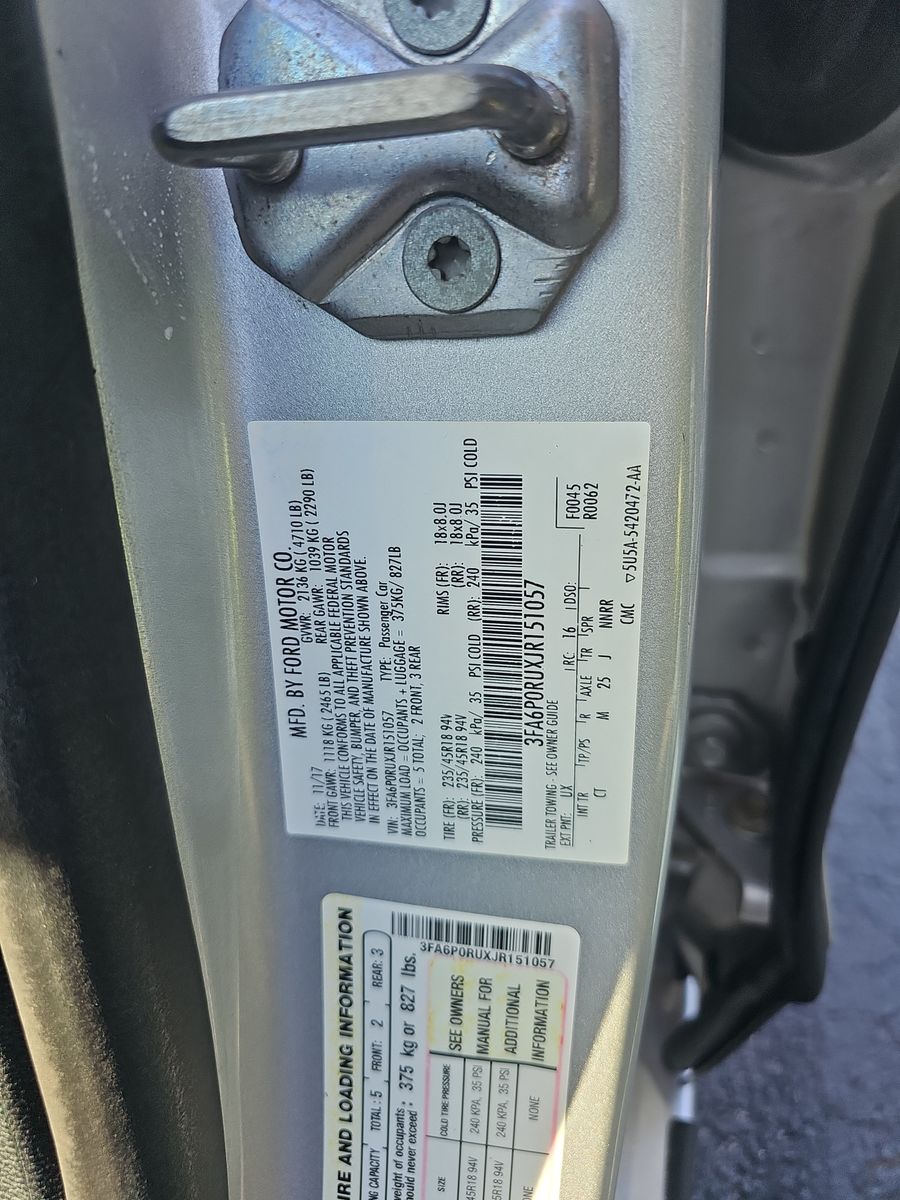 MFD. BY FORD MOTOR CO.
DATE: 11/17 GVWR: 2136 KG ( 4710 LB)
FRONT GAWR: 1118 KG ( 2465 LB) REAR GAWR: 1039 KG ( 2290 LB)
THIS VEHICLE CONFORMS TO ALL APPLICABLE FEDERAL MOTOR
VEHICLE SAFETY, BUMPER, AND THEFT PREVENTION STANDARDS
IN EFFECT ON THE DATE OF MANUFACTURE SHOWN ABOVE.
VIN: 3FA6P0RUXJR151057 TYPE: Passenger Car
MAXIMUM LOAD = OCCUPANTS + LUGGAGE = 375KG/ 827LB
OCCUPANTS = 5 TOTAL: 2 FRONT, 3 REAR
TIRE (FR): 235/45R18 94V RIMS (FR): 18x8.0J
(RR): 235/45R18 94V (RR): 18x8.0J
PRESSURE (FR): 240 kPa/ 35 PSI COLD (RR): 240 kPa/ 35 PSI COLD
3FA6P0RUXJR151057
TRAILER TOWING - SEE OWNER GUIDE
F0045
R0062
EXT PNT: UX RC: 16 DSO:
INT TR TP/PS R AXLE TR SPR
CT M 25 J NNRR
CMC ▽5U5A-5420472-AA
IRE AND LOADING INFORMATION
NG CAPACITY TOTAL: 5 FRONT: 2 REAR: 3
weight of occupants
hould never exceed: 375 kg or 827 lbs.
3FA6P0RUXJR151057
SIZE COLD TIRE PRESSURE
45R18 94V 240 KPA, 35 PSI
5R18 94V 240 KPA, 35 PSI
NONE
SEE OWNERS
MANUAL FOR
ADDITIONAL
INFORMATION